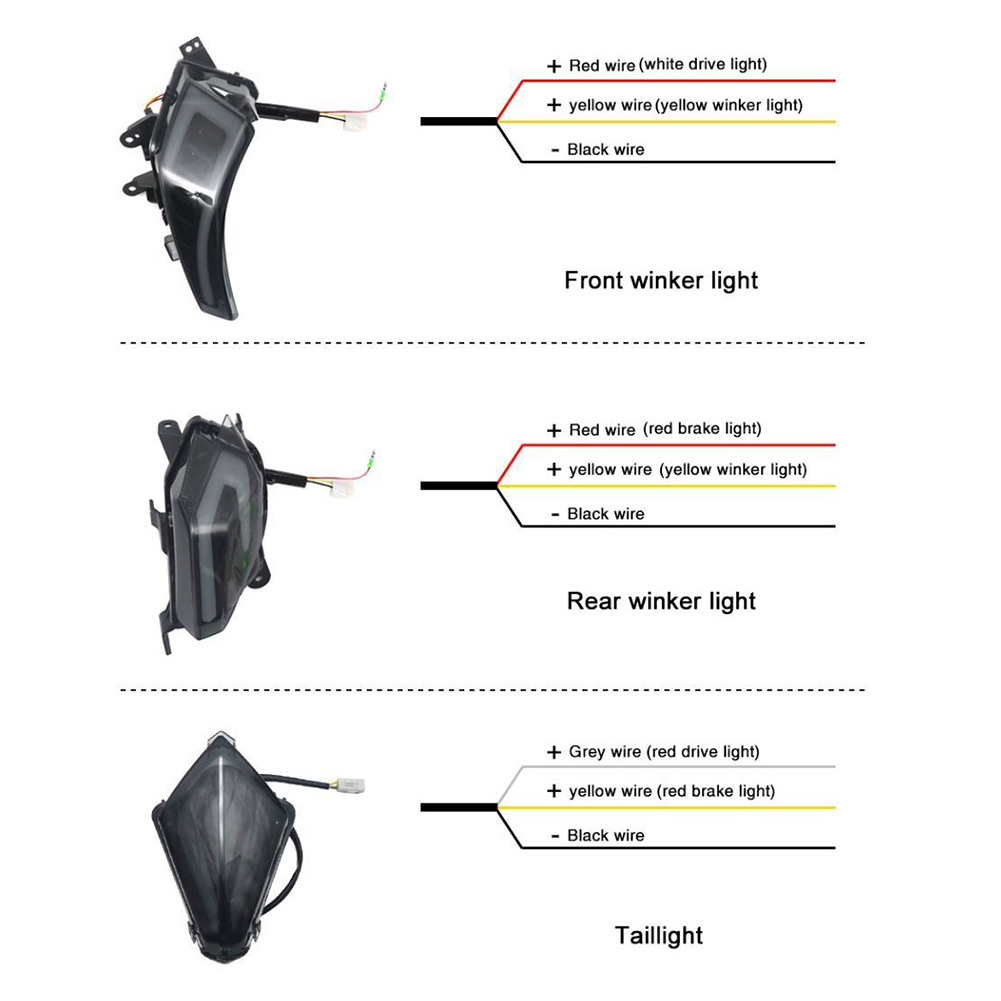 + Red wire (white drive light)
+ yellow wire (yellow winker light)
- Black wire
Front winker light
+ Red wire (red brake light)
+ yellow wire (yellow winker light)
- Black wire
Rear winker light
+ Grey wire (red drive light)
+ yellow wire (red brake light)
- Black wire
Taillight